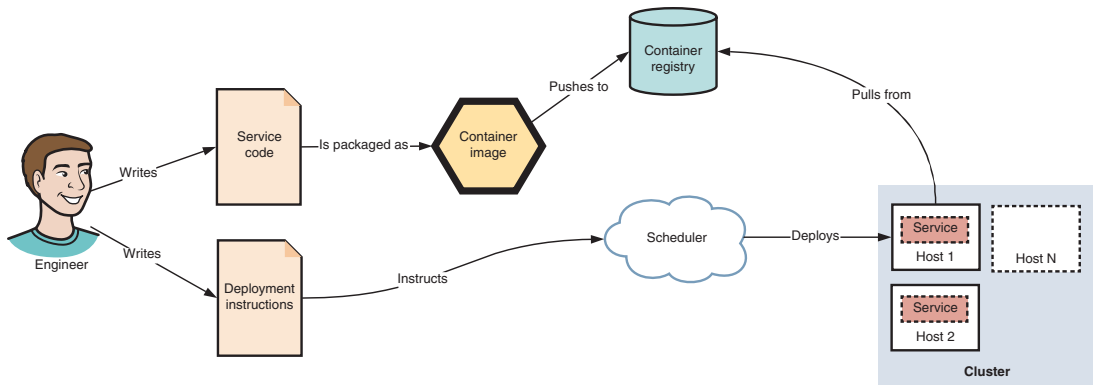 Container
registry
Pushes to
Pulls from
Service
code
Is packaged as
Container
image
Writes
Engineer
Writes
Deployment
instructions
Instructs
Scheduler
Deploys
Service
Host 1
Host N
Service
Host 2
Cluster